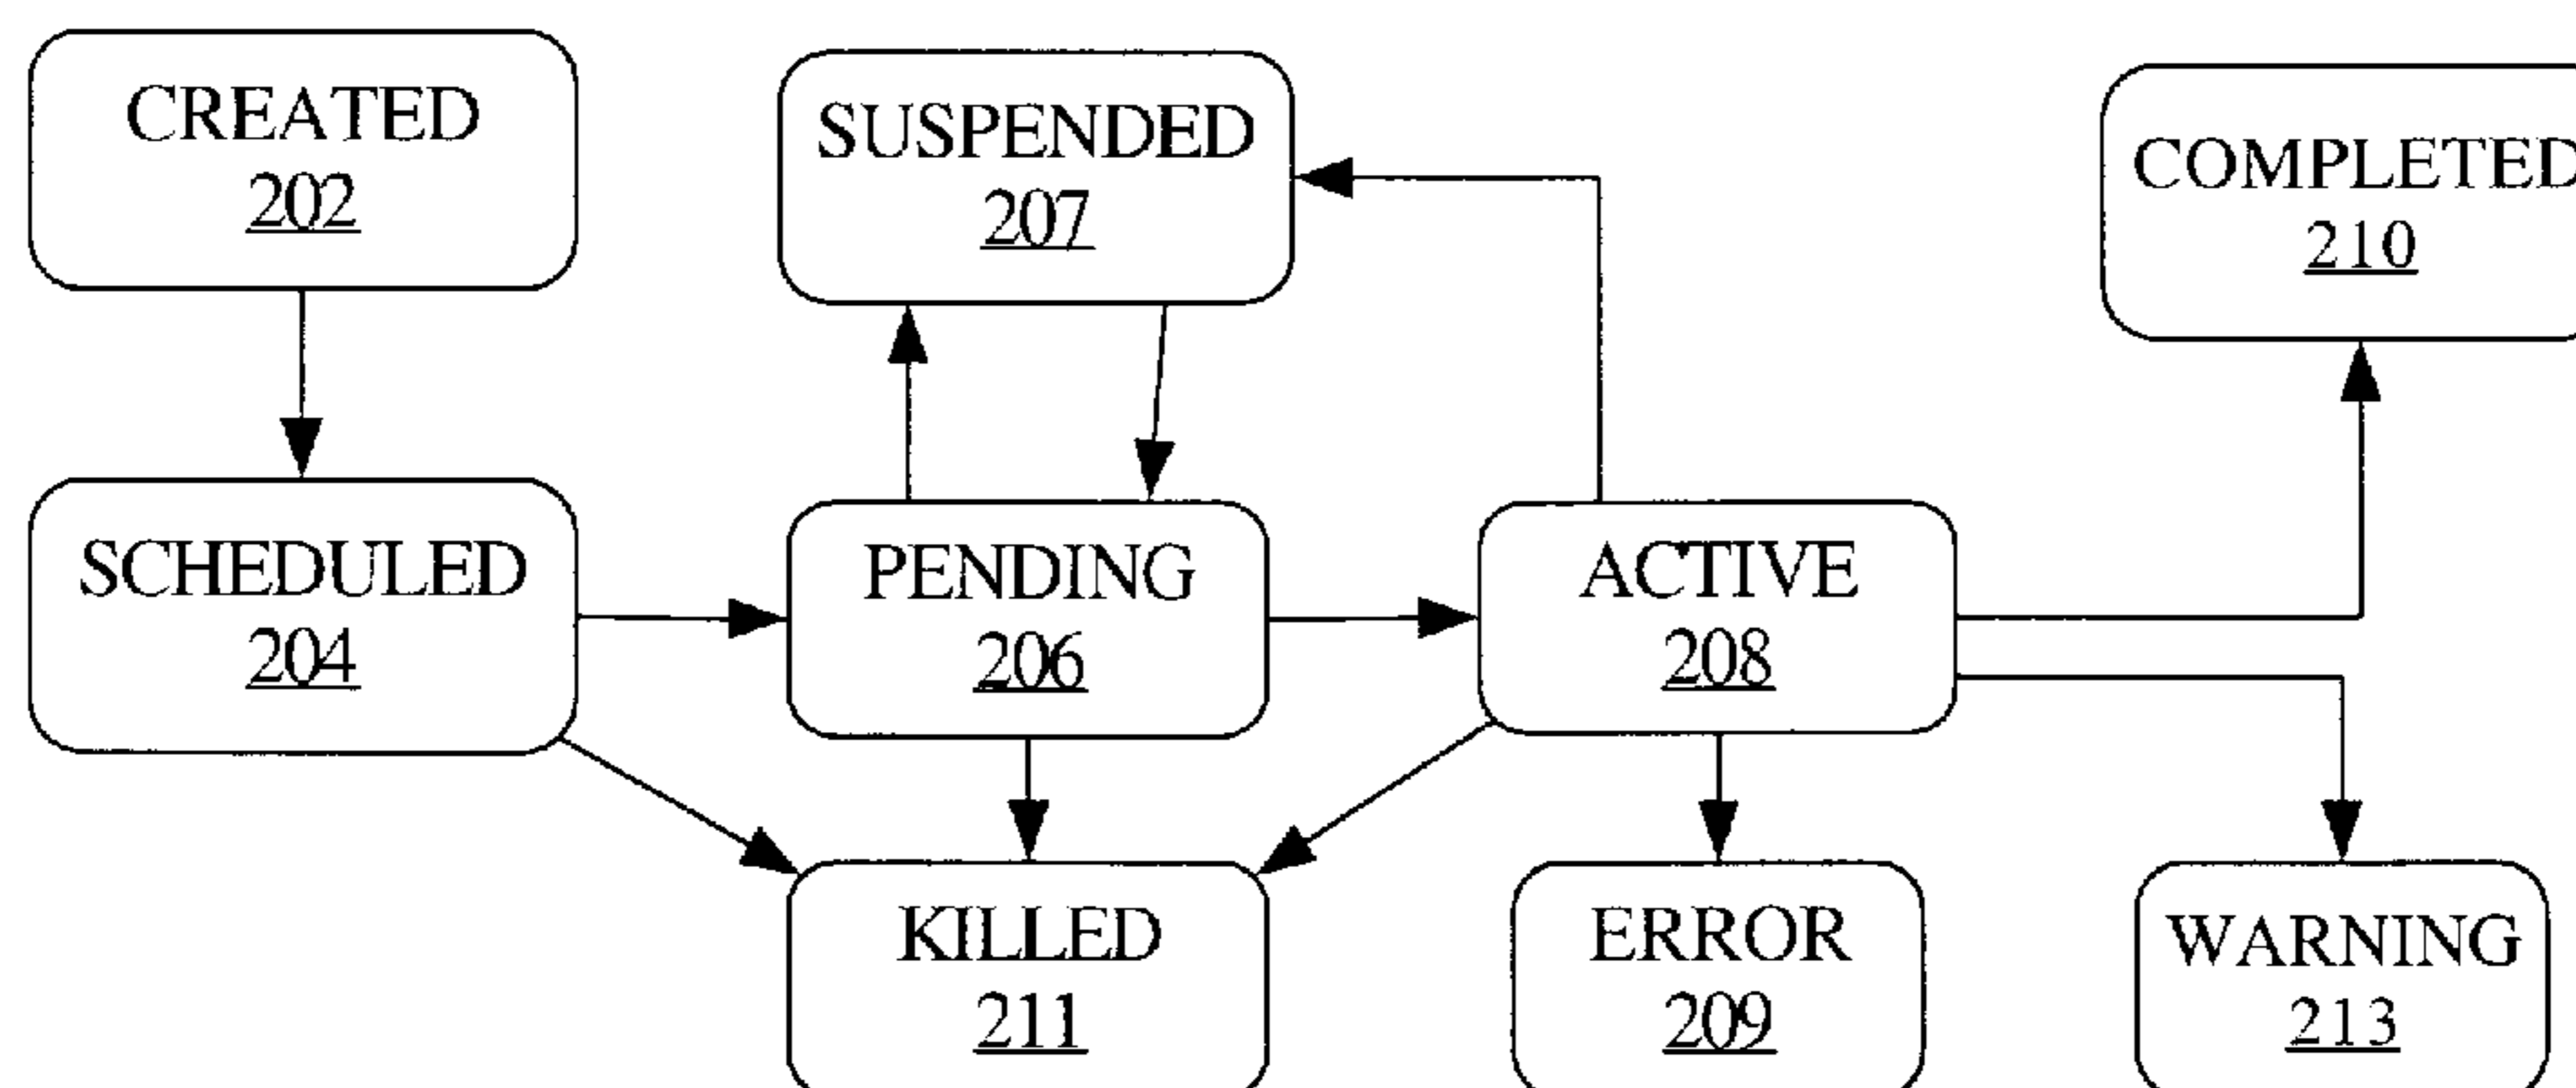 CREATED
202
SUSPENDED
207
COMPLETED
210
SCHEDULED
204
PENDING
206
ACTIVE
208
KILLED
211
ERROR
209
WARNING
213